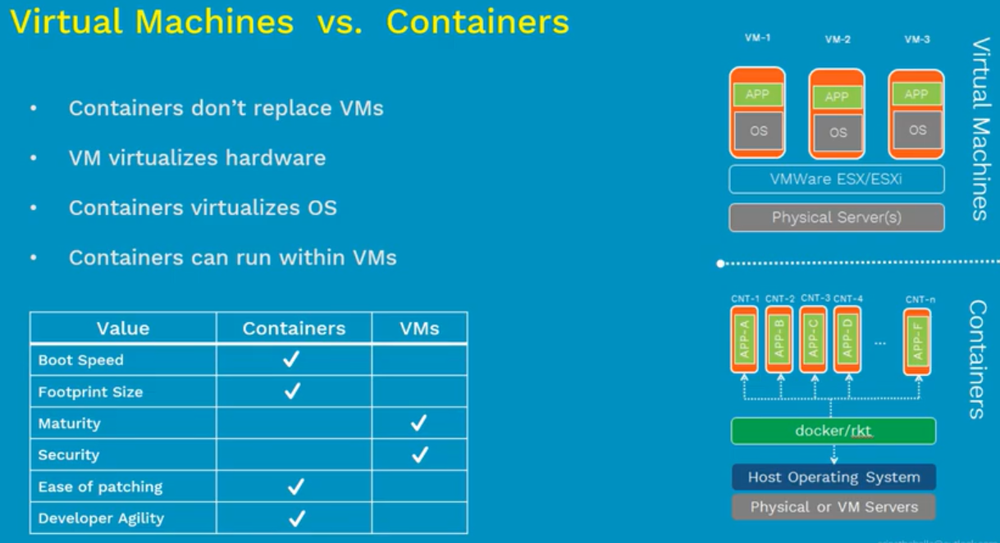 Virtual Machines vs. Containers
• Containers don't replace VMs
• VM virtualizes hardware
• Containers virtualizes OS
• Containers can run within VMs
Value Containers VMs
Boot Speed ✓
Footprint Size ✓
Maturity ✓
Security ✓
Ease of patching ✓
Developer Agility ✓
VM-1 VM-2 VM-3
APP APP APP
OS OS OS
VMWare ESX/ESXi
Physical Server(s)
Virtual Machines
CNT-1 CNT-2 CNT-3 CNT-4 CNT-n
APP-A APP-B APP-C APP-D ... APP-F
docker/rkt
Host Operating System
Physical or VM Servers
Containers